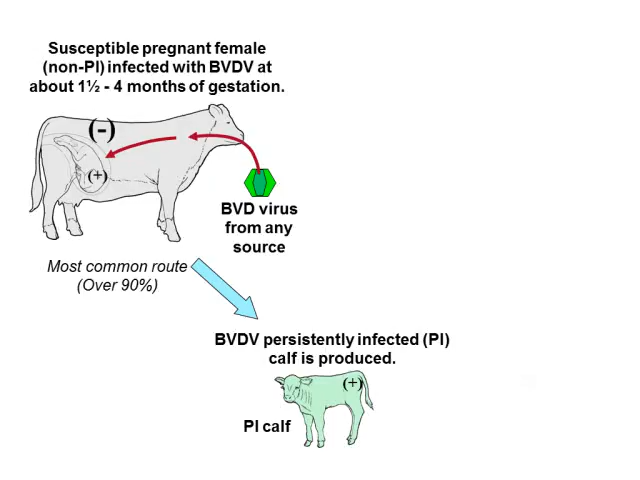 Susceptible pregnant female
(non-PI) infected with BVDV at
about 1½ - 4 months of gestation.
(-)
(+)
BVD virus
from any
source
Most common route
(Over 90%)
BVDV persistently infected (PI)
calf is produced.
(+)
PI calf